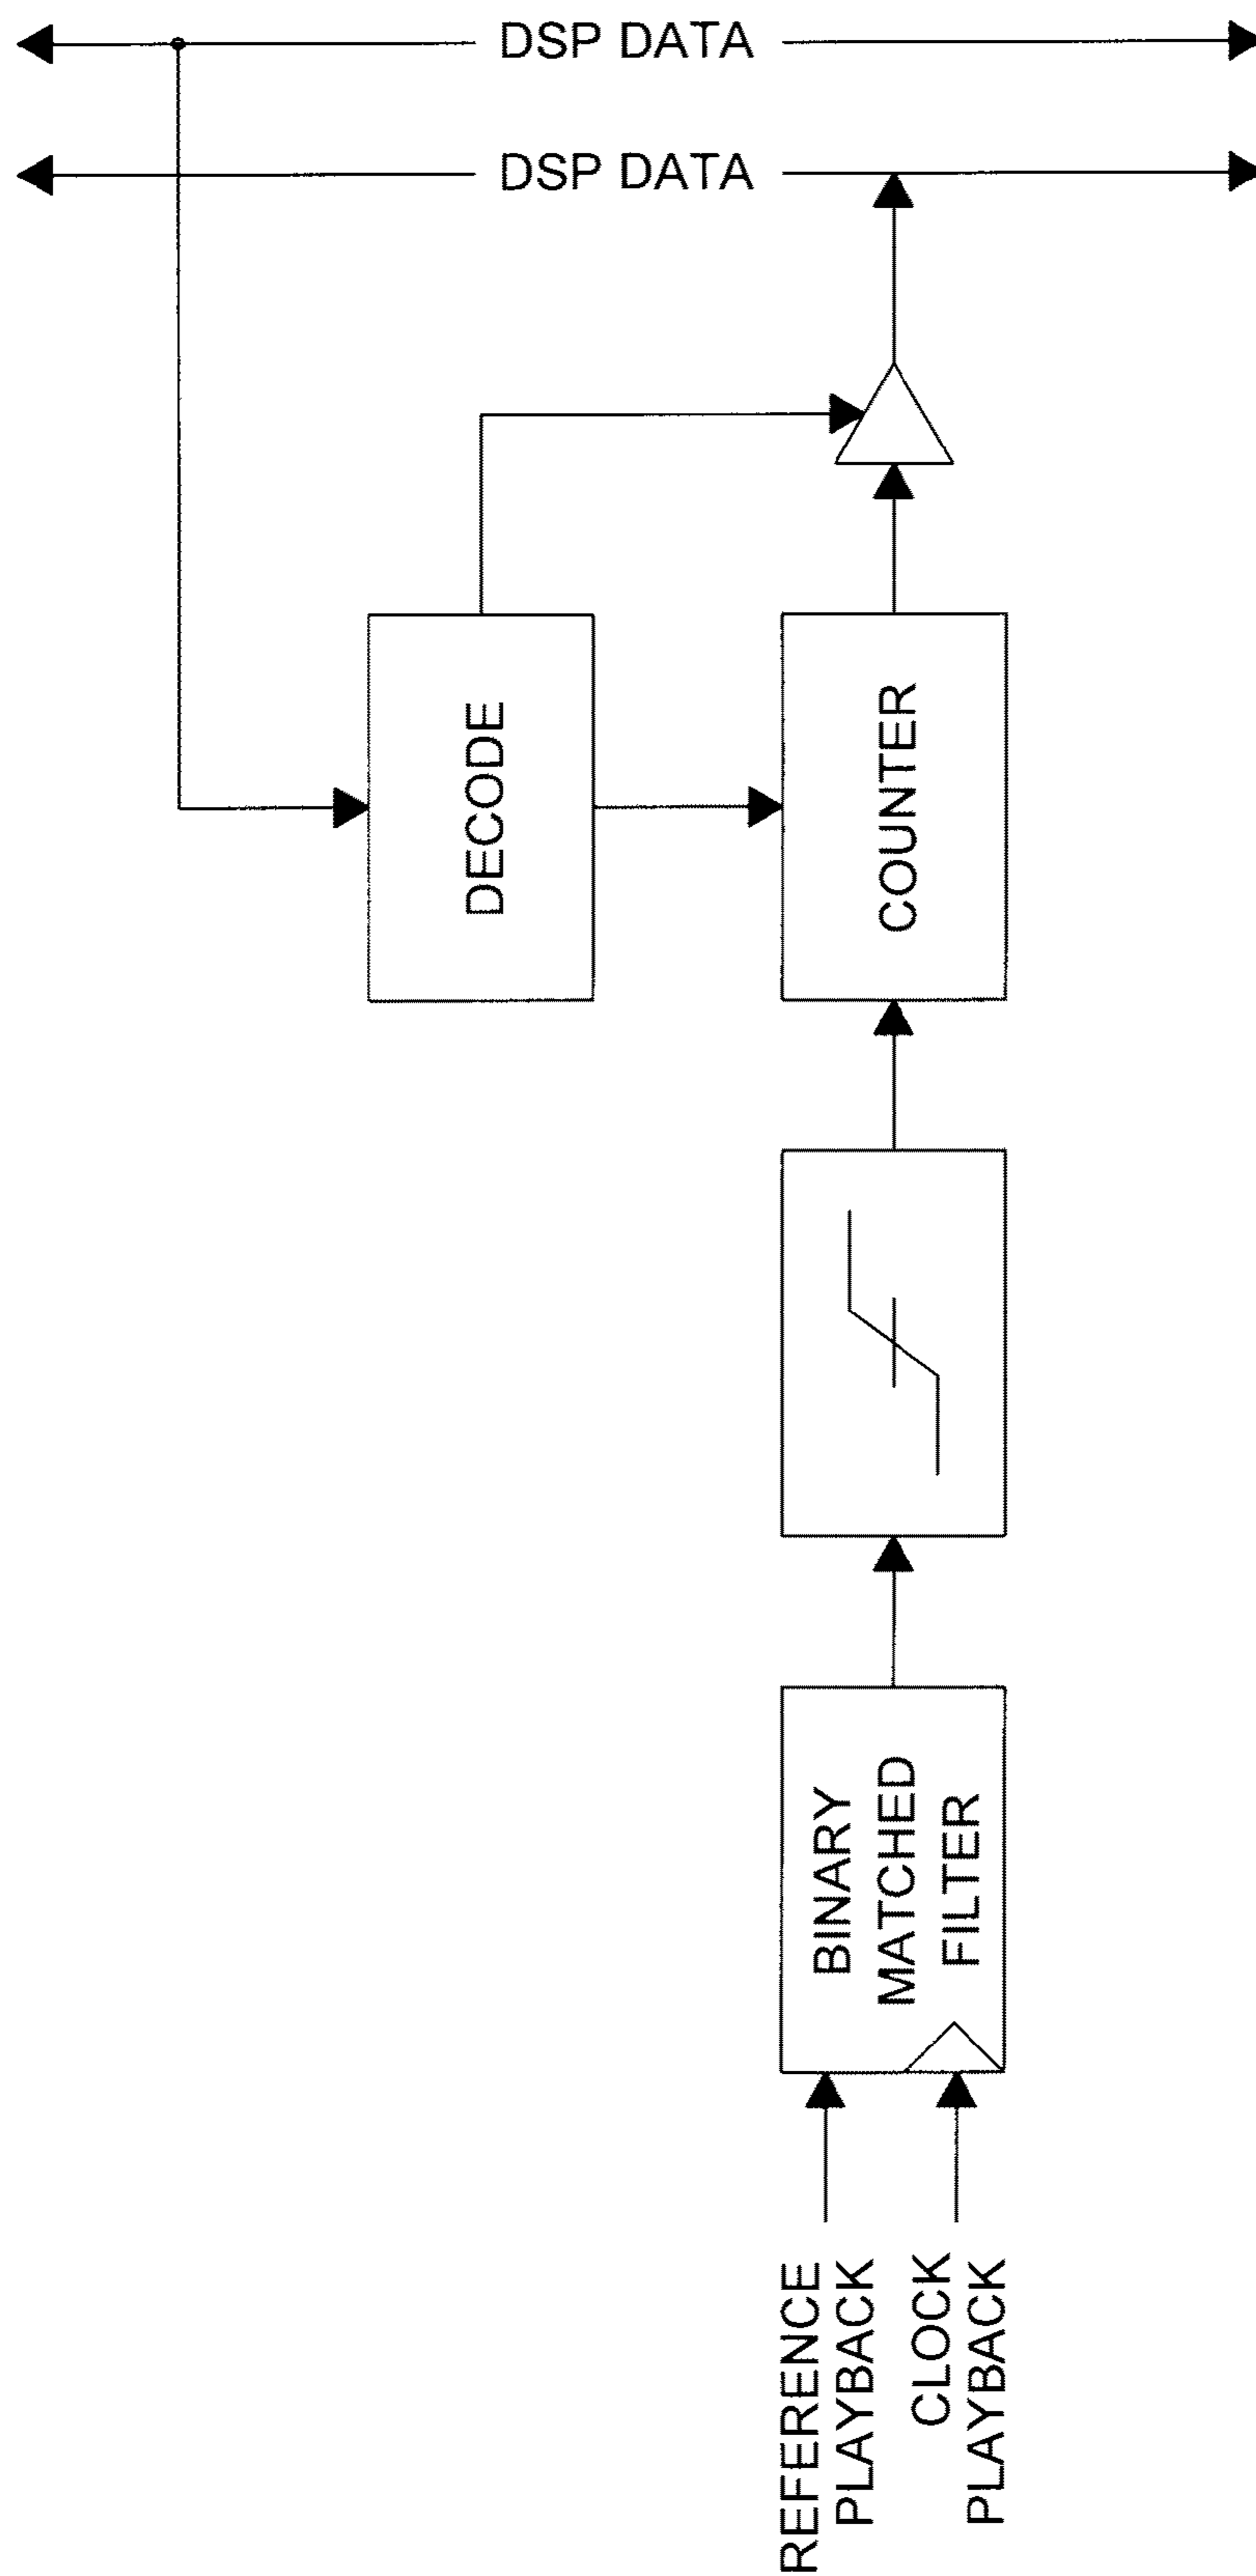 DSP DATA
DSP DATA
DECODE
COUNTER
BINARY
MATCHED
FILTER
REFERENCE
PLAYBACK
CLOCK
PLAYBACK